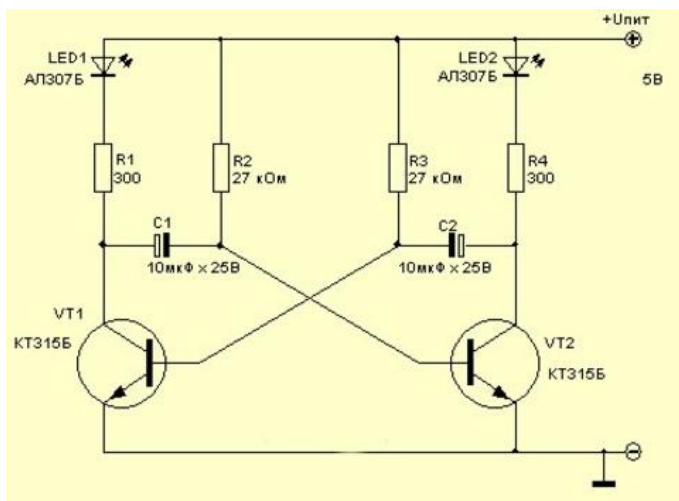 +Uпит
LED1
АЛ307Б
LED2
АЛ307Б
5В
R1
300
R2
27 кОм
R3
27 кОм
R4
300
C1
10мкФ x 25В
C2
10мкФ x 25В
VT1
КТ315Б
VT2
КТ315Б